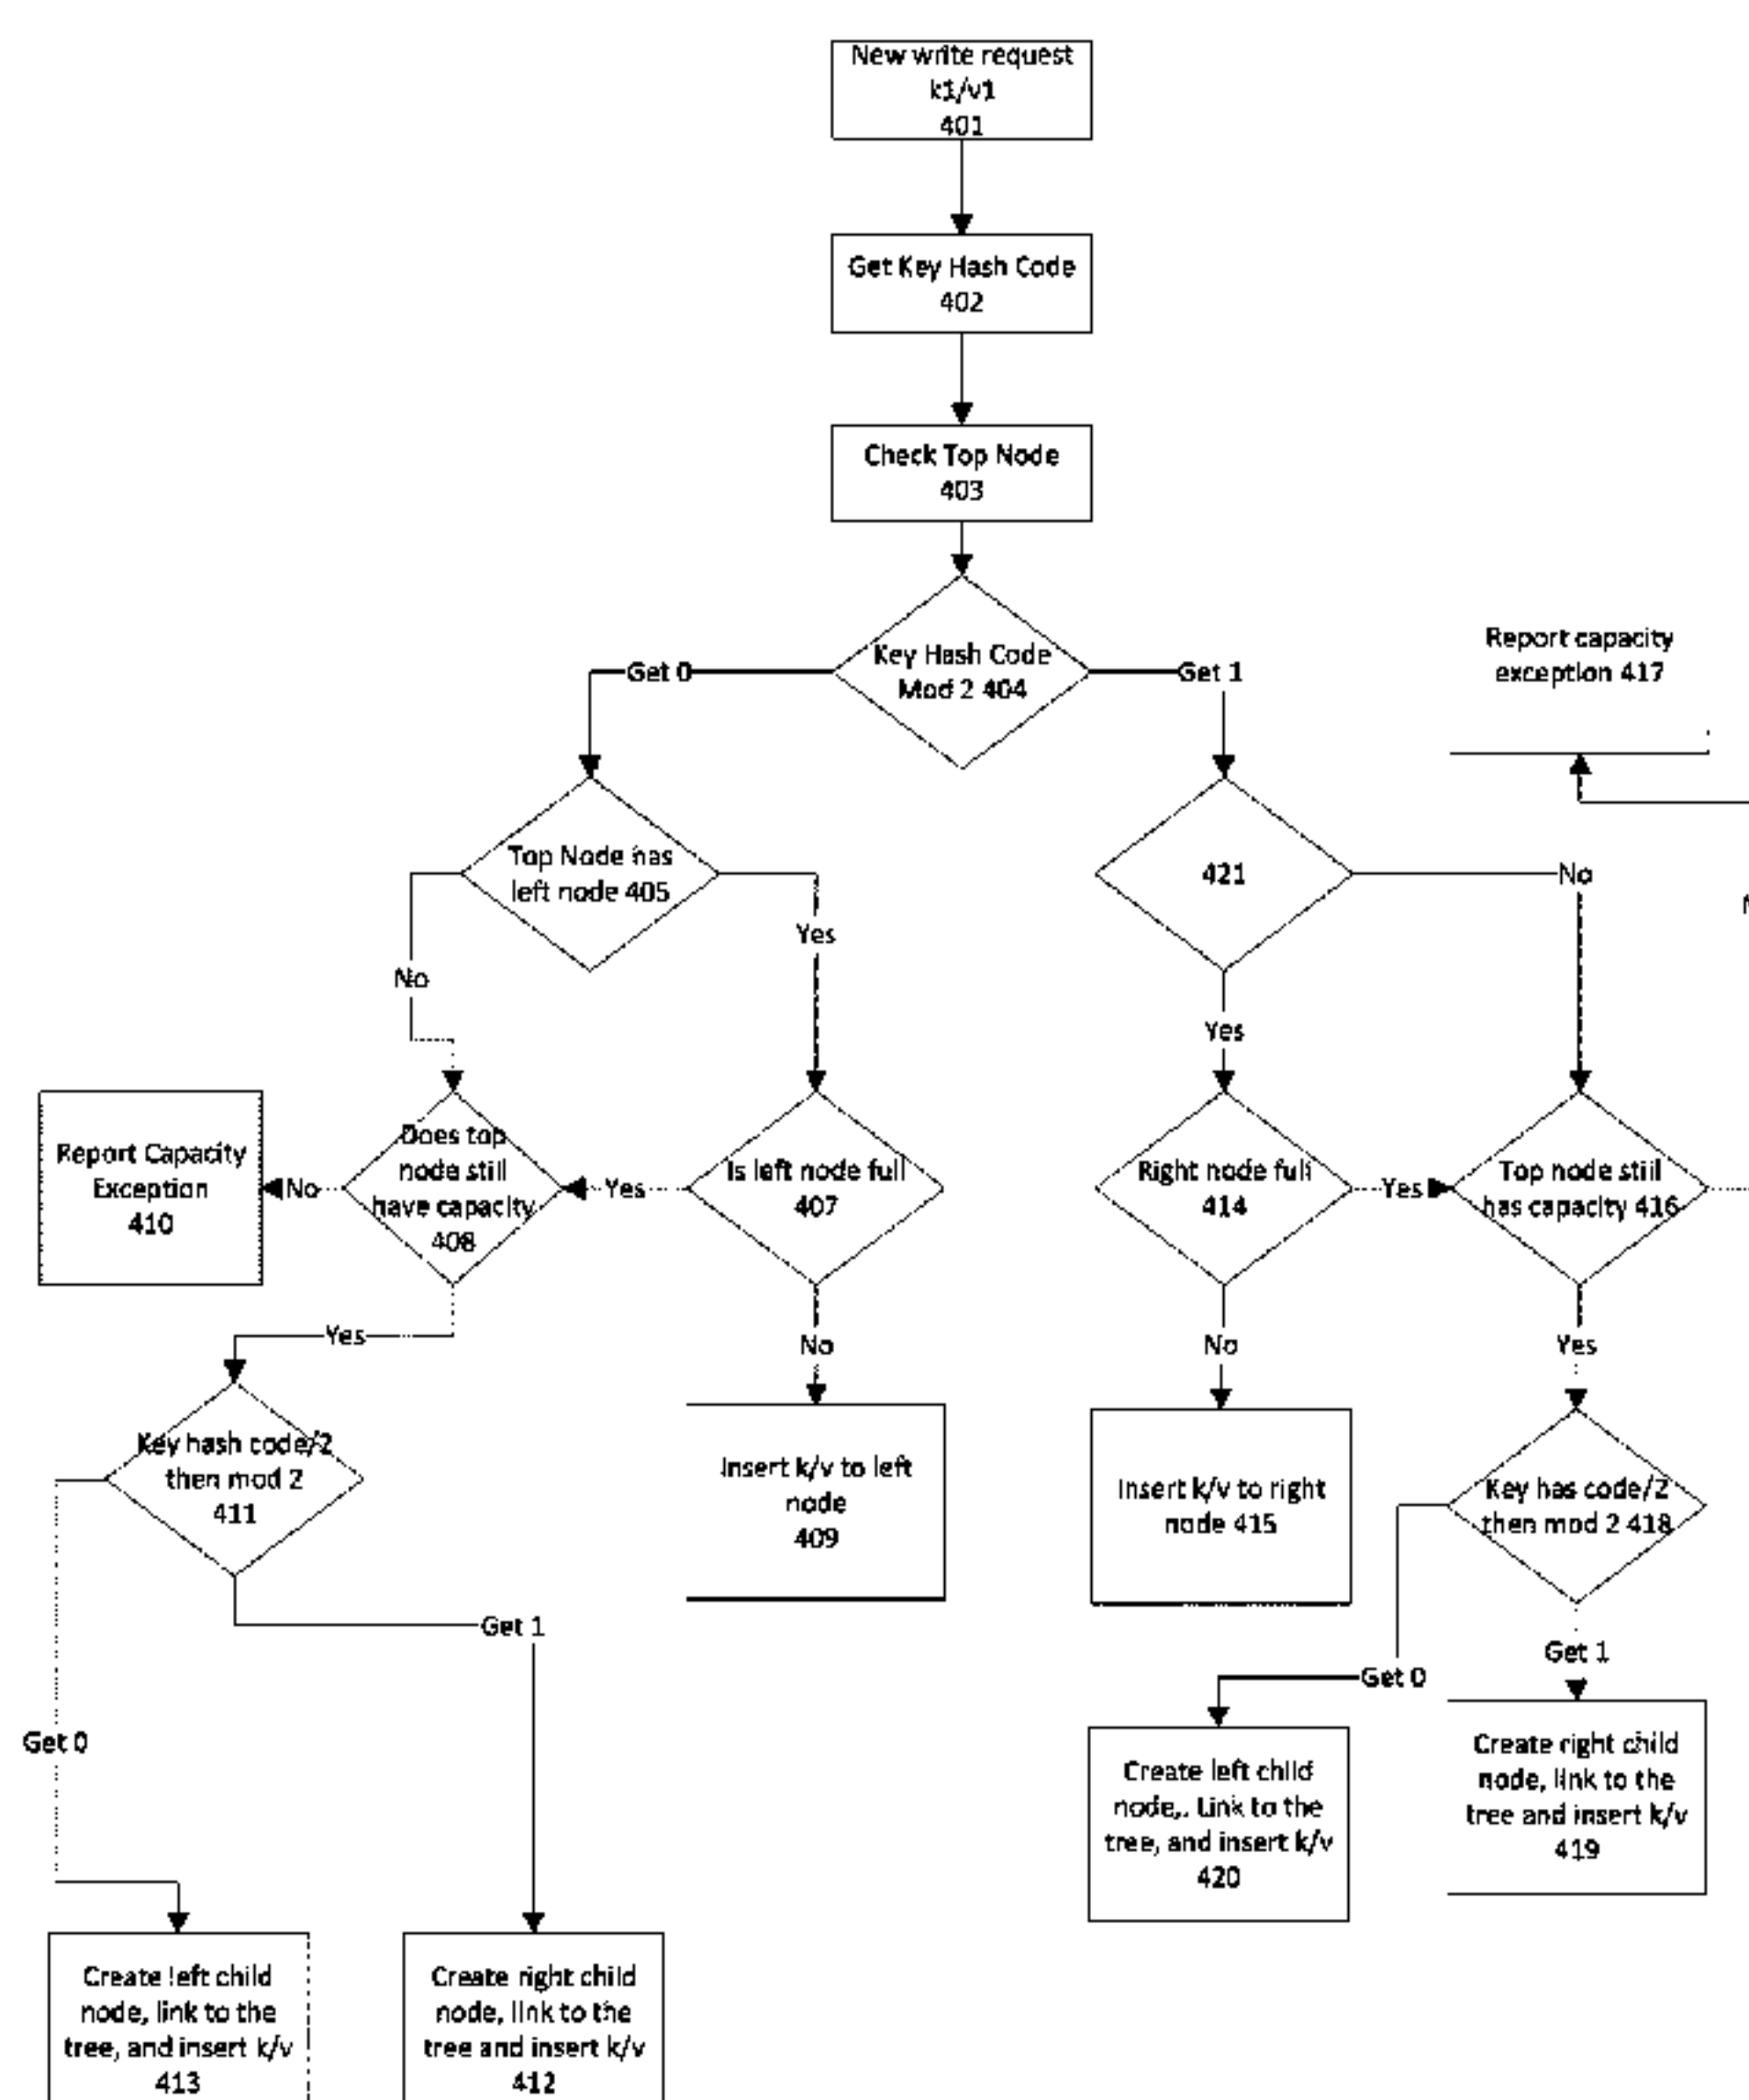 New write request
k1/v1
401
Get Key Hash Code
402
Check Top Node
403
Key Hash Code
Mod 2 404
Get 0
Get 1
Report capacity
exception 417
Top Node has
left node 405
421
No
Yes
No
Yes
Report Capacity
Exception
410
No
Does top
node still
have capacity
408
Yes
Is left node full
407
Right node full
414
Yes
Top node still
has capacity 416
Yes
No
No
Yes
Key hash code/2
then mod 2
411
Insert k/v to left
node
409
Insert k/v to right
node 415
Key has code/2
then mod 2 418
Get 1
Get 1
Get 0
Get 0
Create left child
node,. Link to the
tree, and insert k/v
420
Create right child
node, link to the
tree and insert k/v
419
Create left child
node, link to the
tree, and insert k/v
413
Create right child
node, link to the
tree and insert k/v
412